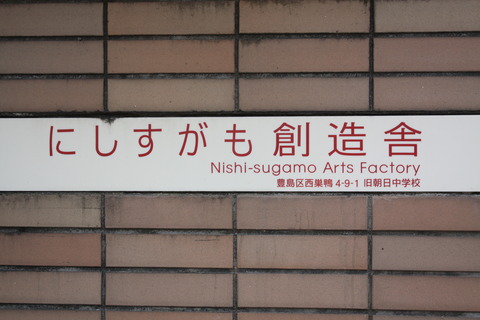 にしすがも創造舎
Nishi-sugamo Arts Factory
豊島区西巣鴨 4-9-1 旧朝日中学校